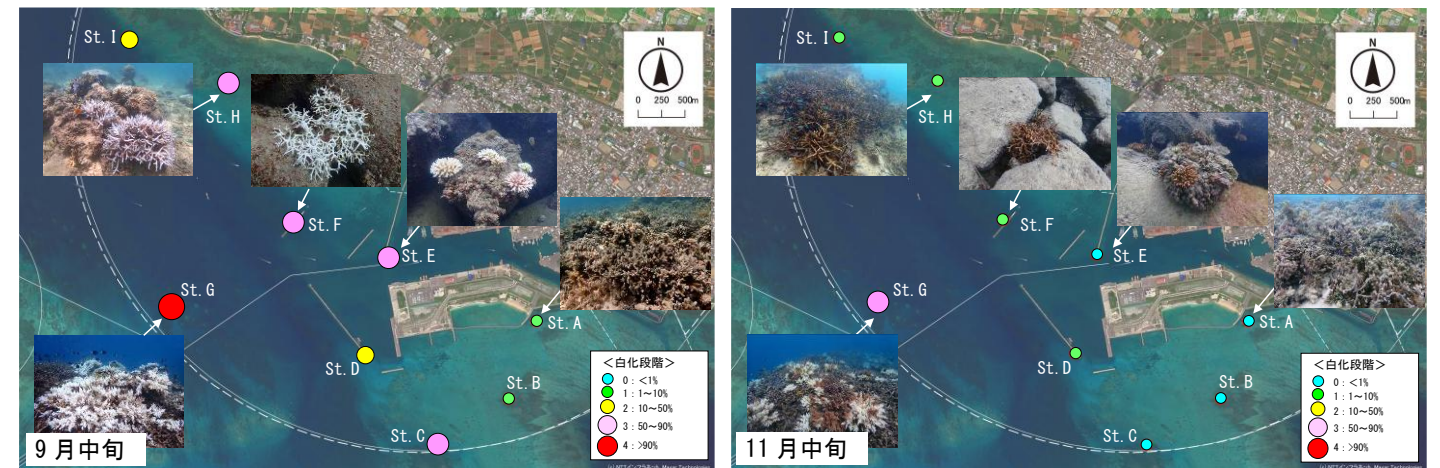 St. I
St. H
St. F
St. E
St. G
St. A
St. D
St. B
St. C
N
0 250 500m
<白化段階>
0：<1%
1：1～10%
2：10～50%
3：50～90%
4：>90%
9月中旬
St. I
St. H
St. F
St. E
St. G
St. A
St. D
St. B
St. C
N
0 250 500m
<白化段階>
0：<1%
1：1～10%
2：10～50%
3：50～90%
4：>90%
11月中旬